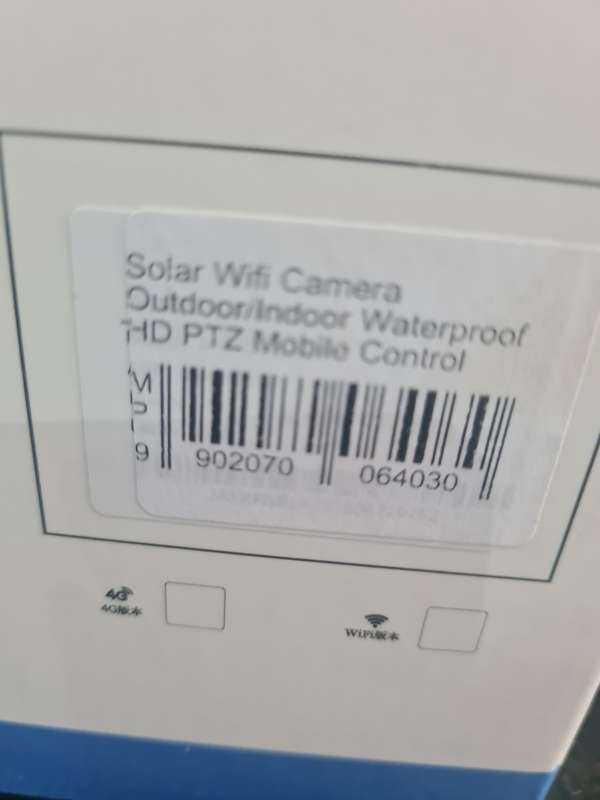 Solar Wifi Camera
Outdoor/Indoor Waterproof
HD PTZ Mobile Control
9 902070 064030
4G
4G版本
WiFi版本